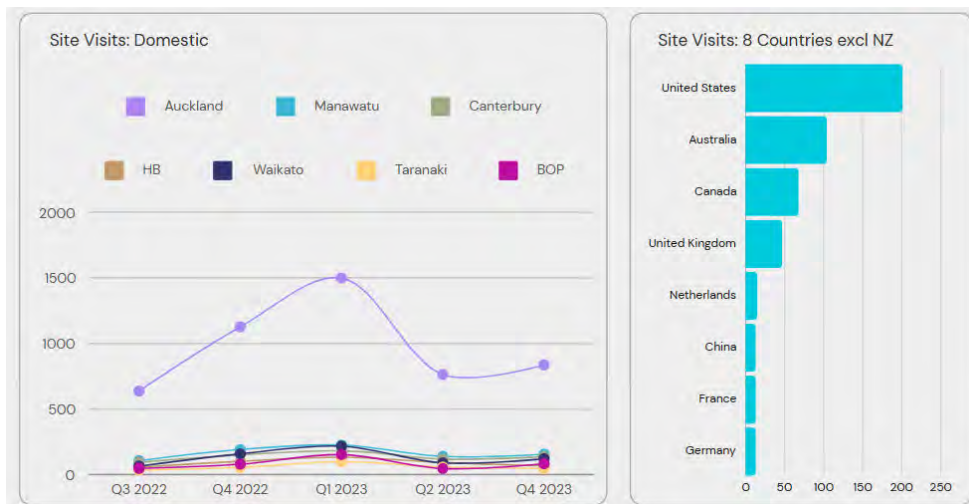 Site Visits: Domestic
Auckland
Manawatu
Canterbury
HB
Waikato
Taranaki
BOP
2000
1500
1000
500
0
Q3 2022
Q4 2022
Q1 2023
Q2 2023
Q4 2023
Site Visits: 8 Countries excl NZ
United States
Australia
Canada
United Kingdom
Netherlands
China
France
Germany
0 50 100 150 200 250